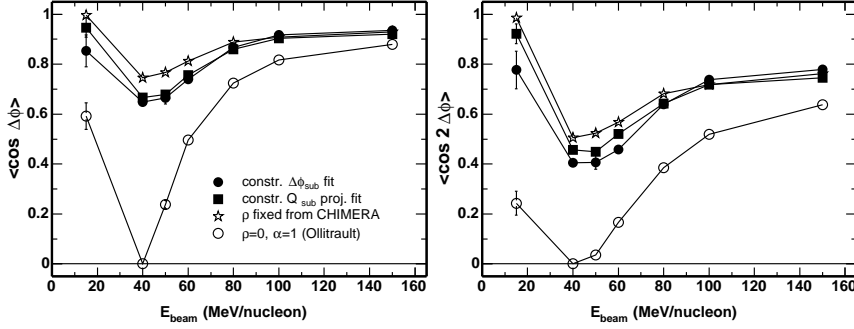 1
0.8
0.6
0.4
0.2
0
<cos Δϕ>
constr. Δϕsub fit
constr. Q sub proj. fit
ρ fixed from CHIMERA
ρ=0, α=1 (Ollitrault)
0 20 40 60 80 100 120 140 160
Ebeam (MeV/nucleon)
1
0.8
0.6
0.4
0.2
0
<cos 2 Δϕ>
0 20 40 60 80 100 120 140 160
Ebeam (MeV/nucleon)